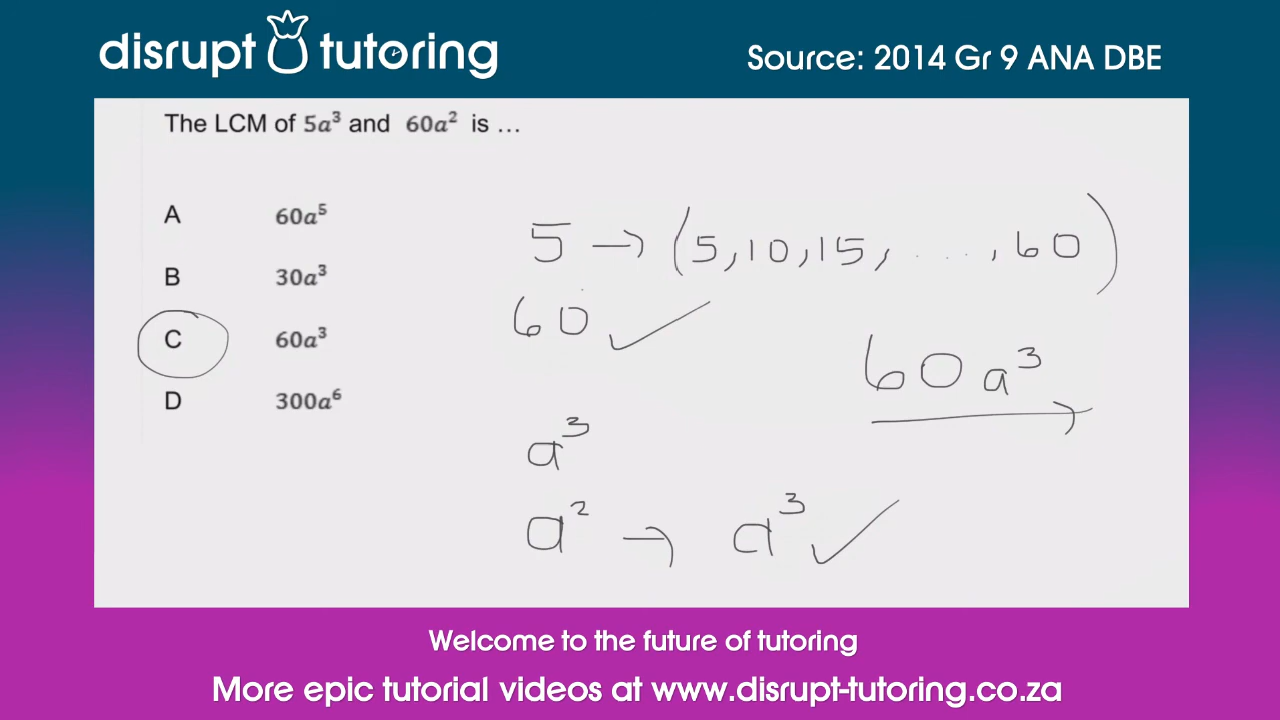 disrupt tutoring
Source: 2014 Gr 9 ANA DBE
The LCM of 5a³ and 60a² is ...
A 60a⁵
B 30a³
C 60a³
D 300a⁶
5 → (5,10,15, ...., 60)
60 ✓
60a³
a³
a² → a³ ✓
Welcome to the future of tutoring
More epic tutorial videos at www.disrupt-tutoring.co.za